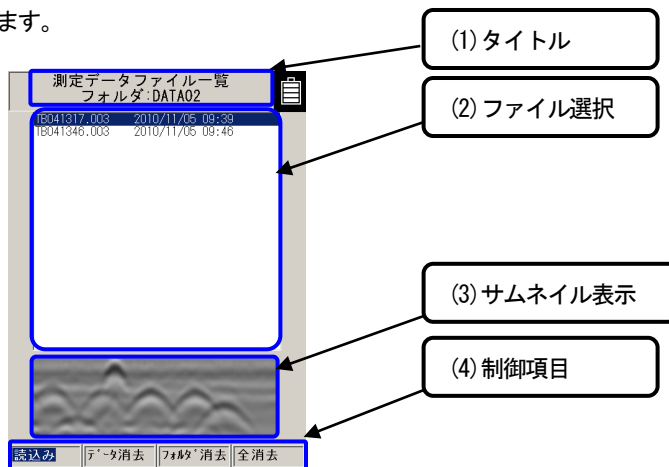 ます。
(1)タイトル
測定データファイル一覧
フォルダ:DATA02
(2)ファイル選択
TB041317.003 2010/11/05 09:39
TB041346.003 2010/11/05 09:46
(3)サムネイル表示
(4)制御項目
読込み ﾃﾞｰﾀ消去 ﾌｫﾙﾀﾞ消去 全消去